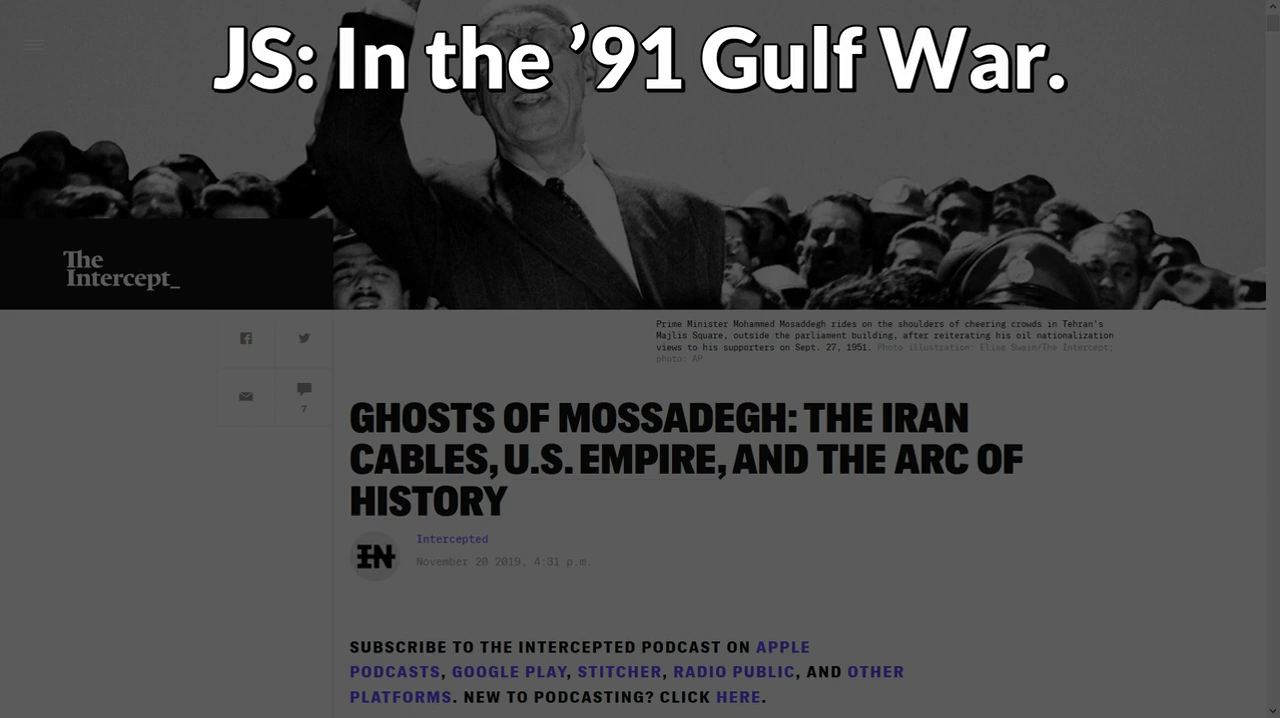 JS: In the ’91 Gulf War.
The
Intercept_
Prime Minister Mohammed Mosaddegh rides on the shoulders of cheering crowds in Tehran's
Majlis Square, outside the parliament building, after reiterating his oil nationalization
views to his supporters on Sept. 27, 1951. Photo illustration: Elise Swain/The Intercept;
photo: AP
7
GHOSTS OF MOSSADEGH: THE IRAN
CABLES, U.S. EMPIRE, AND THE ARC OF
HISTORY
IN
Intercepted
November 20 2019, 4:31 p.m.
SUBSCRIBE TO THE INTERCEPTED PODCAST ON APPLE
PODCASTS, GOOGLE PLAY, STITCHER, RADIO PUBLIC, AND OTHER
PLATFORMS. NEW TO PODCASTING? CLICK HERE.